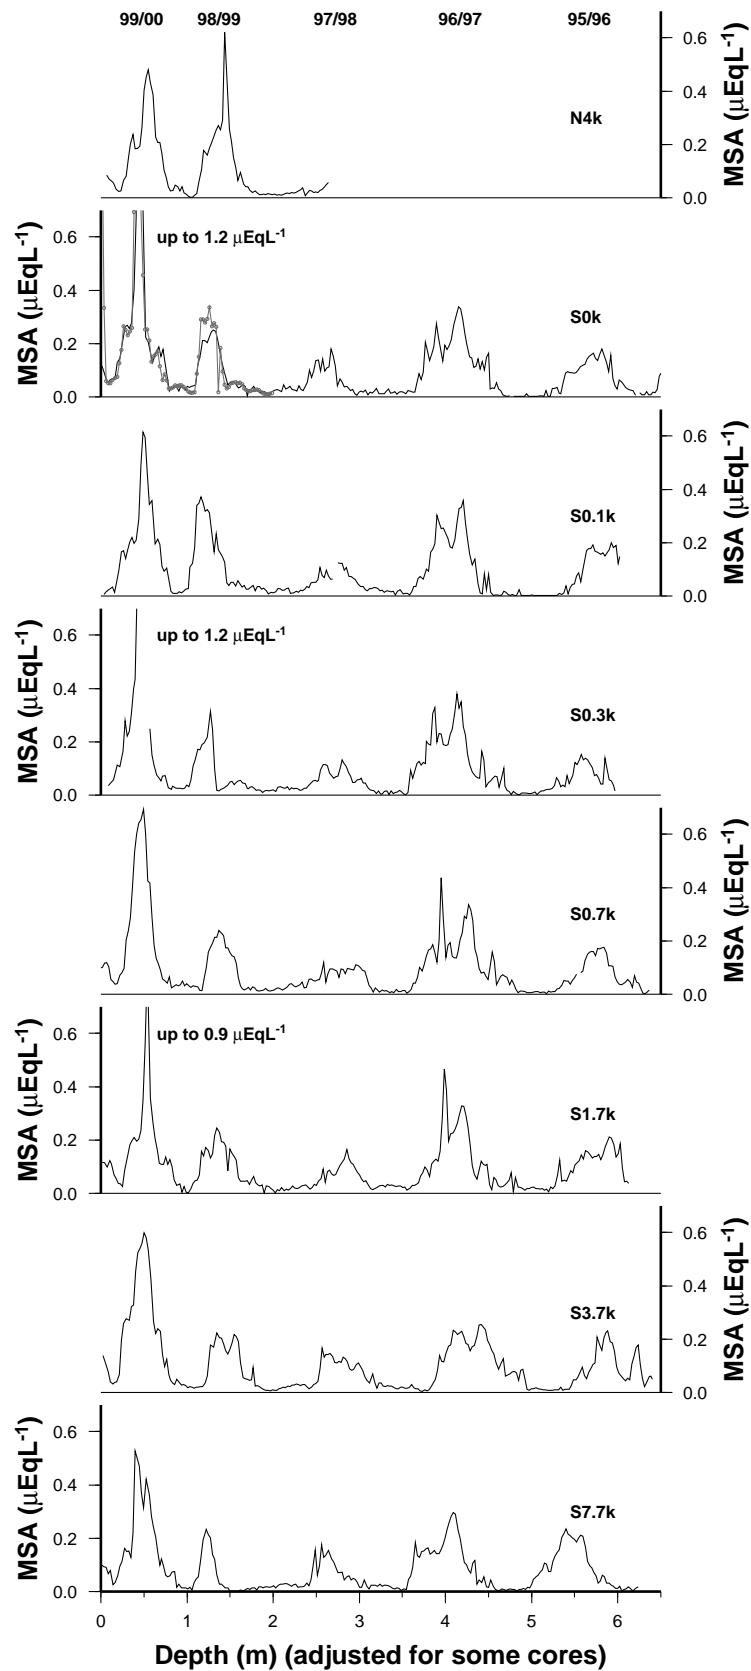 99/00 98/99 97/98 96/97 95/96
0.6
0.4
0.2
0.0
MSA (µEqL⁻¹)
N4k
0.6
0.4
0.2
0.0
MSA (µEqL⁻¹)
up to 1.2 µEqL⁻¹
S0k
0.6
0.4
0.2
0.0
MSA (µEqL⁻¹)
S0.1k
0.6
0.4
0.2
0.0
MSA (µEqL⁻¹)
up to 1.2 µEqL⁻¹
S0.3k
0.6
0.4
0.2
0.0
MSA (µEqL⁻¹)
S0.7k
0.6
0.4
0.2
0.0
MSA (µEqL⁻¹)
up to 0.9 µEqL⁻¹
S1.7k
0.6
0.4
0.2
0.0
MSA (µEqL⁻¹)
S3.7k
0.6
0.4
0.2
0.0
MSA (µEqL⁻¹)
S7.7k
0 1 2 3 4 5 6
Depth (m) (adjusted for some cores)